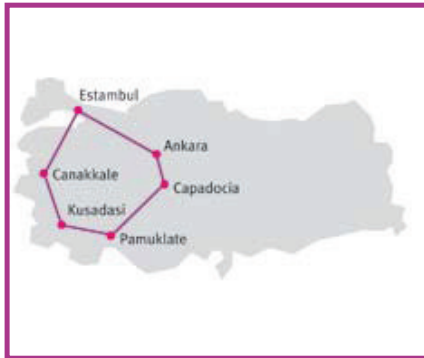 Estambul
Ankara
Canakkale
Capadocia
Kusadasi
Pamuklate